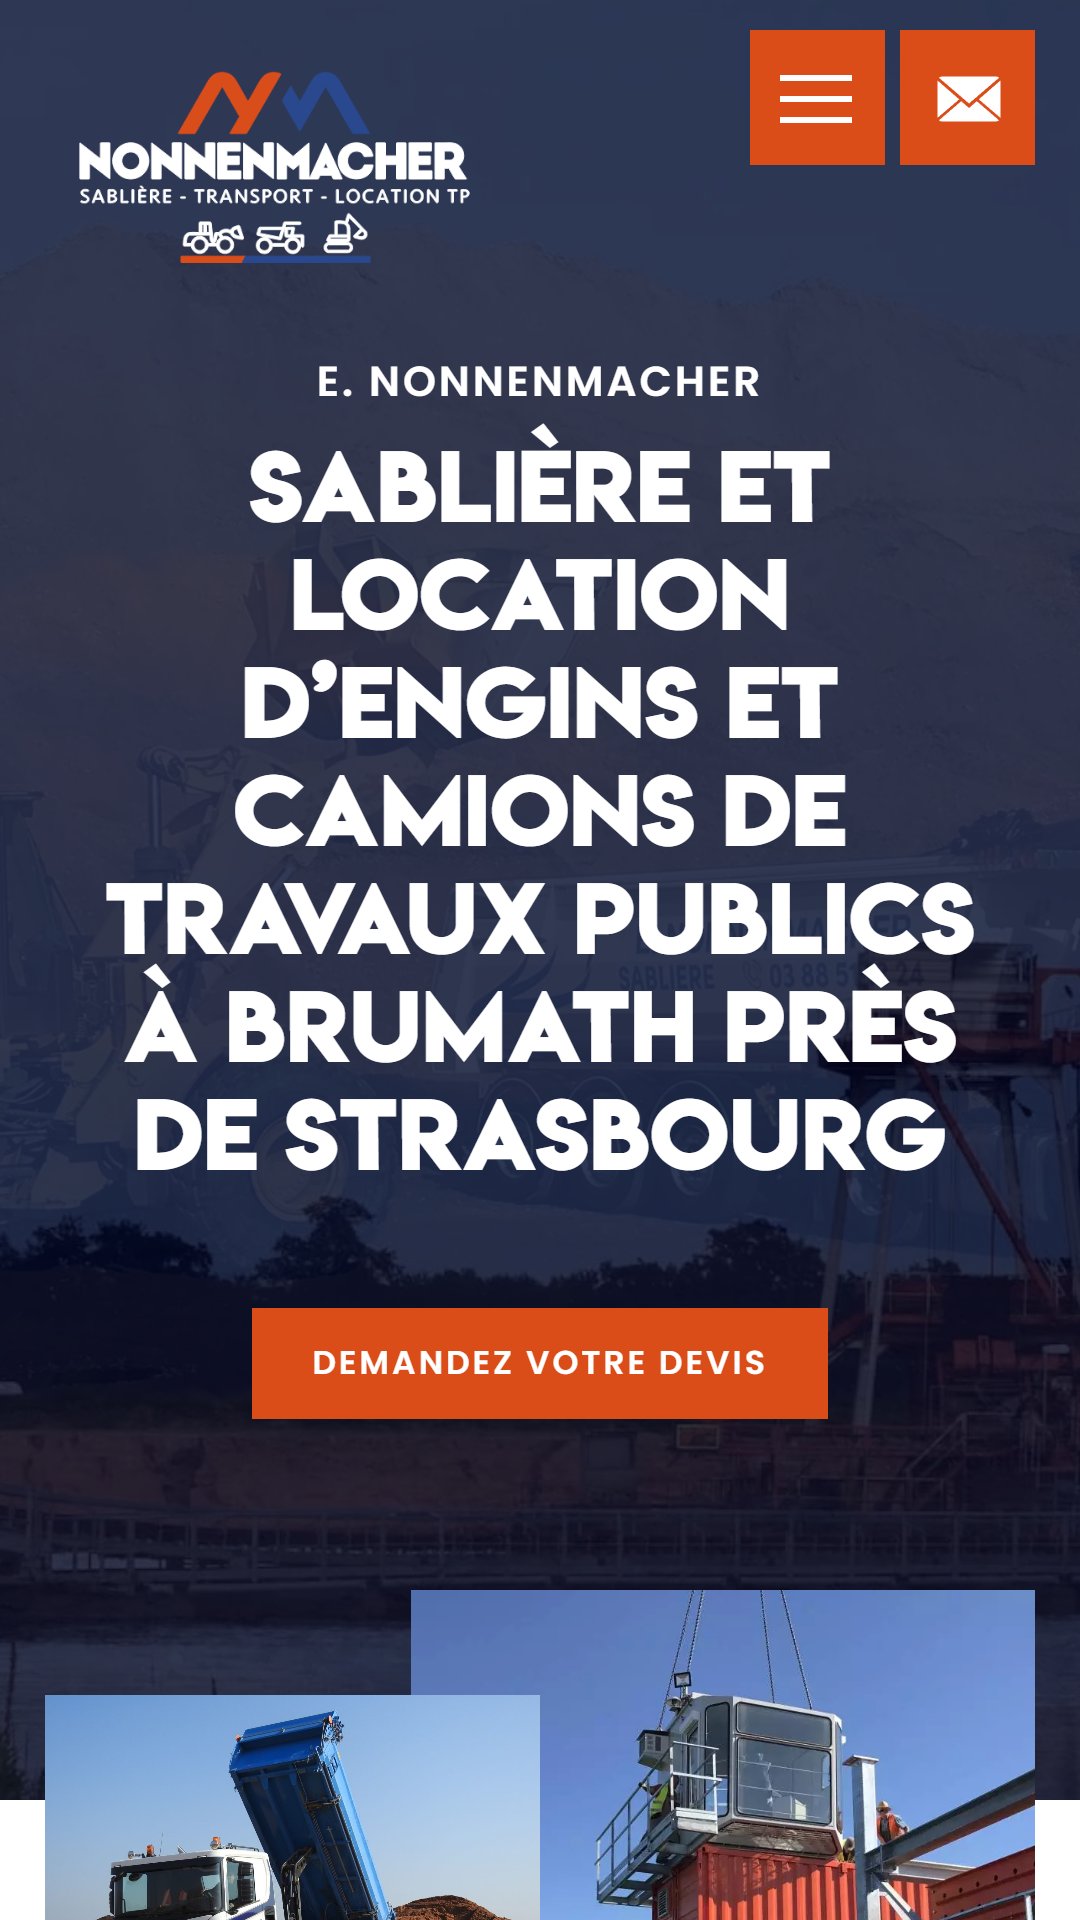 NONNENMACHER
SABLIÈRE - TRANSPORT - LOCATION TP
E. NONNENMACHER
SABLIÈRE ET
LOCATION
D’ENGINS ET
CAMIONS DE
TRAVAUX PUBLICS
À BRUMATH PRÈS
DE STRASBOURG
SABLIERE
DEMANDEZ VOTRE DEVIS